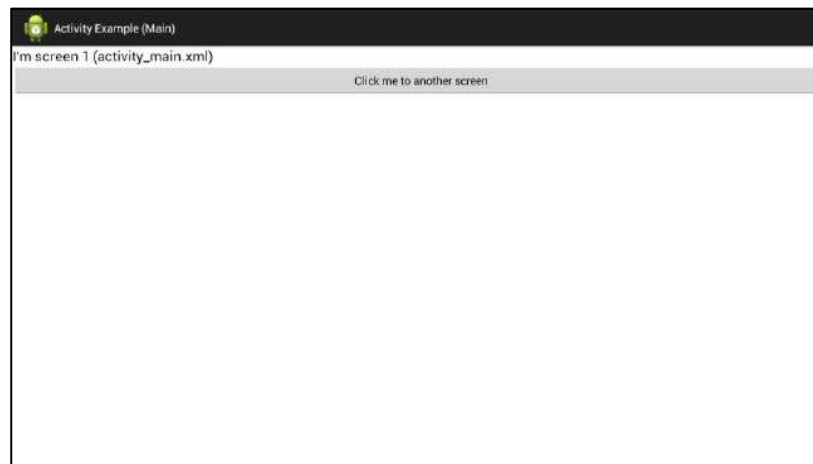 Activity Example (Main)
I'm screen 1 (activity_main.xml)
Click me to another screen